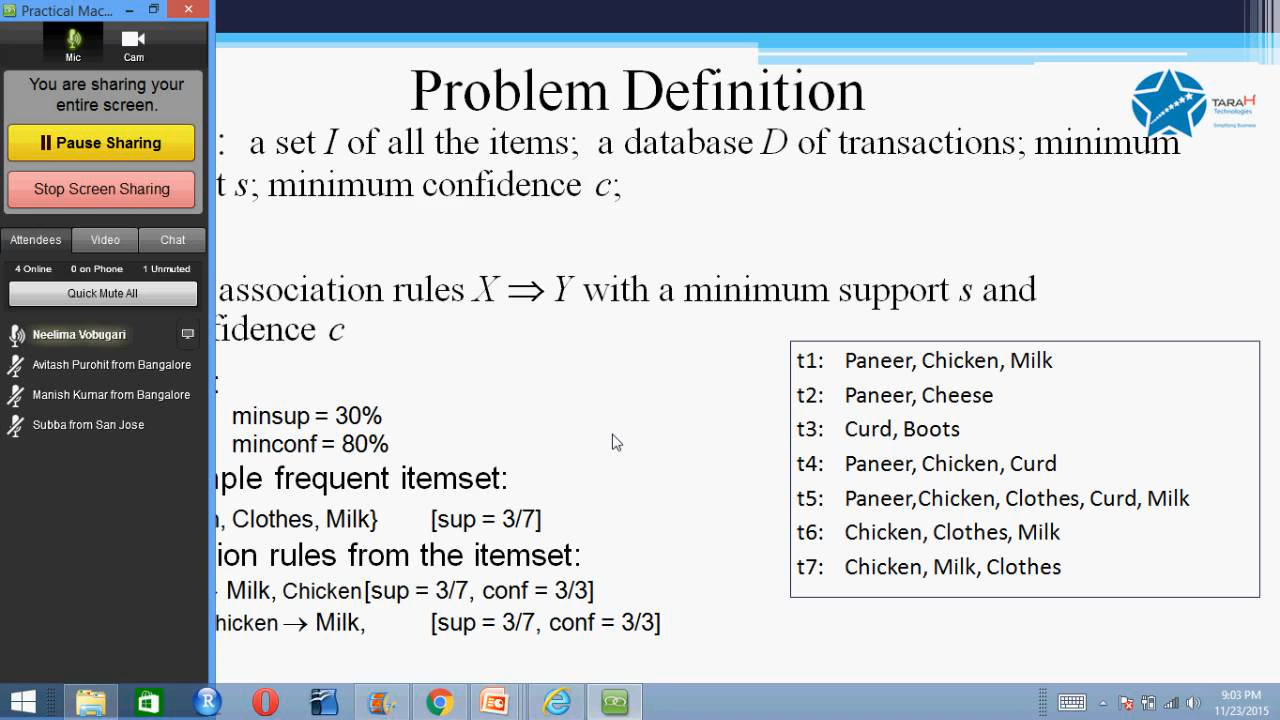 Practical Mac...
Mic
Cam
You are sharing your
entire screen.
Pause Sharing
Stop Screen Sharing
Attendees Video Chat
4 Online 0 on Phone 1 Unmuted
Quick Mute All
Neelima Vobugari
Avitash Purohit from Bangalore
Manish Kumar from Bangalore
Subba from San Jose
Problem Definition
TARAH
Technologies
Simplifying Business
: a set I of all the items; a database D of transactions; minimum
t s; minimum confidence c;
association rules X ⇒ Y with a minimum support s and
fidence c
:
minsup = 30%
minconf = 80%
ple frequent itemset:
n, Clothes, Milk} [sup = 3/7]
ion rules from the itemset:
Milk, Chicken [sup = 3/7, conf = 3/3]
hicken → Milk, [sup = 3/7, conf = 3/3]
t1: Paneer, Chicken, Milk
t2: Paneer, Cheese
t3: Curd, Boots
t4: Paneer, Chicken, Curd
t5: Paneer,Chicken, Clothes, Curd, Milk
t6: Chicken, Clothes, Milk
t7: Chicken, Milk, Clothes
R
9:03 PM
11/23/2015